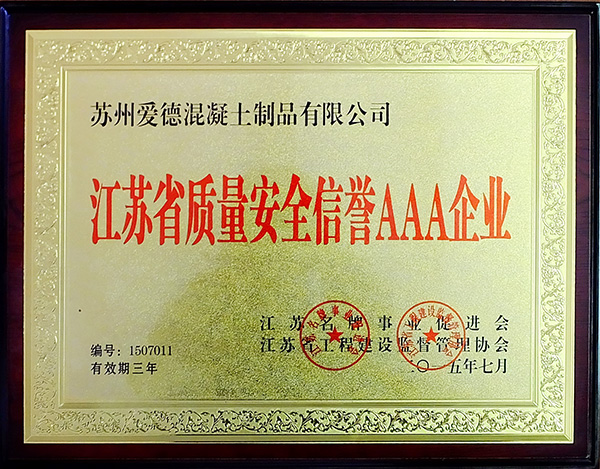 苏州爱德混凝土制品有限公司
江苏省质量安全信誉AAA企业
江苏名牌事业促进会
江苏省工程建设监督管理协会
编号：1507011
有效期三年
二〇一五年七月